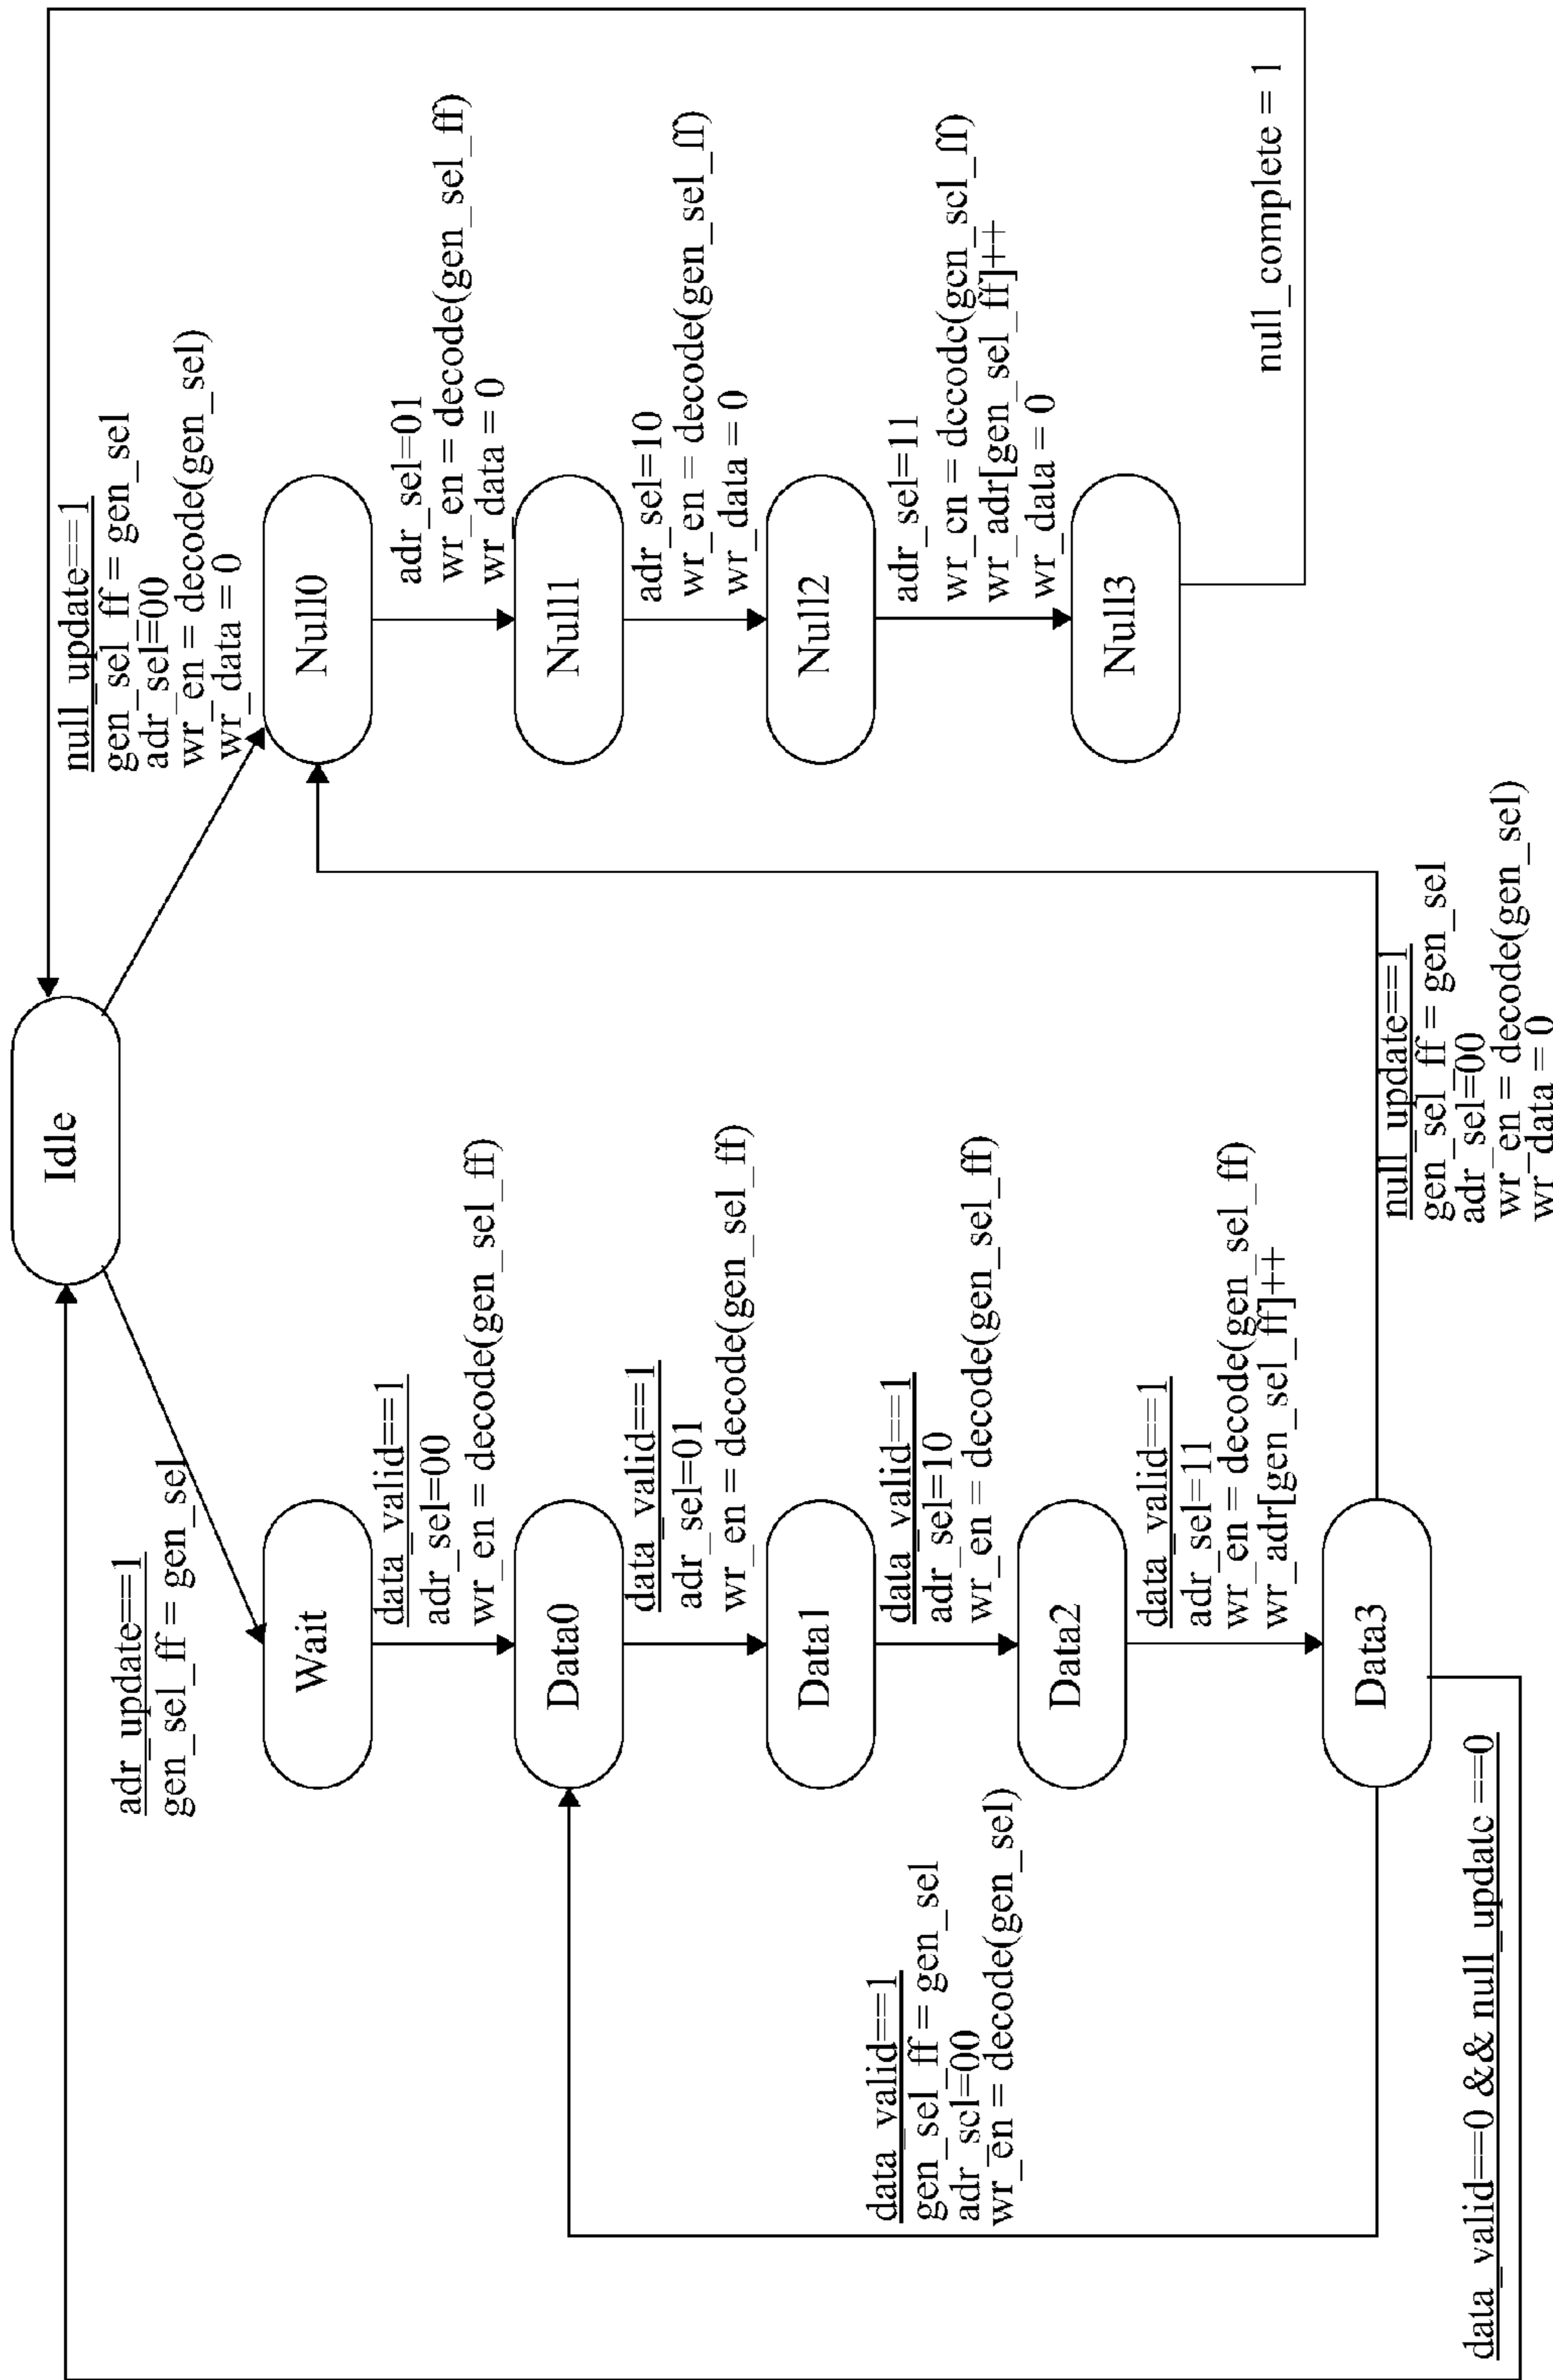 Idle
adr_update==1
gen_sel_ff = gen_sel
null_update==1
gen_sel_ff = gen_sel
adr_sel=00
wr_en = decode(gen_sel)
wr_data = 0
Wait
data_valid==1
adr_sel=00
wr_en = decode(gen_sel_ff)
Data0
data_valid==1
adr_sel=01
wr_en = decode(gen_sel_ff)
Data1
data_valid==1
adr_sel=10
wr_en = decode(gen_sel_ff)
Data2
data_valid==1
adr_sel=11
wr_en = decode(gen_sel_ff)
wr_adr[gen_sel_ff]++
Data3
data_valid==1
gen_sel_ff = gen_sel
adr_sel=00
wr_en = decode(gen_sel)
data_valid==0 && null_update ==0
null_update==1
gen_sel_ff = gen_sel
adr_sel=00
wr_en = decode(gen_sel)
wr_data = 0
Null0
adr_sel=01
wr_en = decode(gen_sel_ff)
wr_data = 0
Null1
adr_sel=10
wr_en = decode(gen_sel_ff)
wr_data = 0
Null2
adr_sel=11
wr_en = decode(gen_sel_ff)
wr_adr[gen_sel_ff]++
wr_data = 0
Null3
null_complete = 1